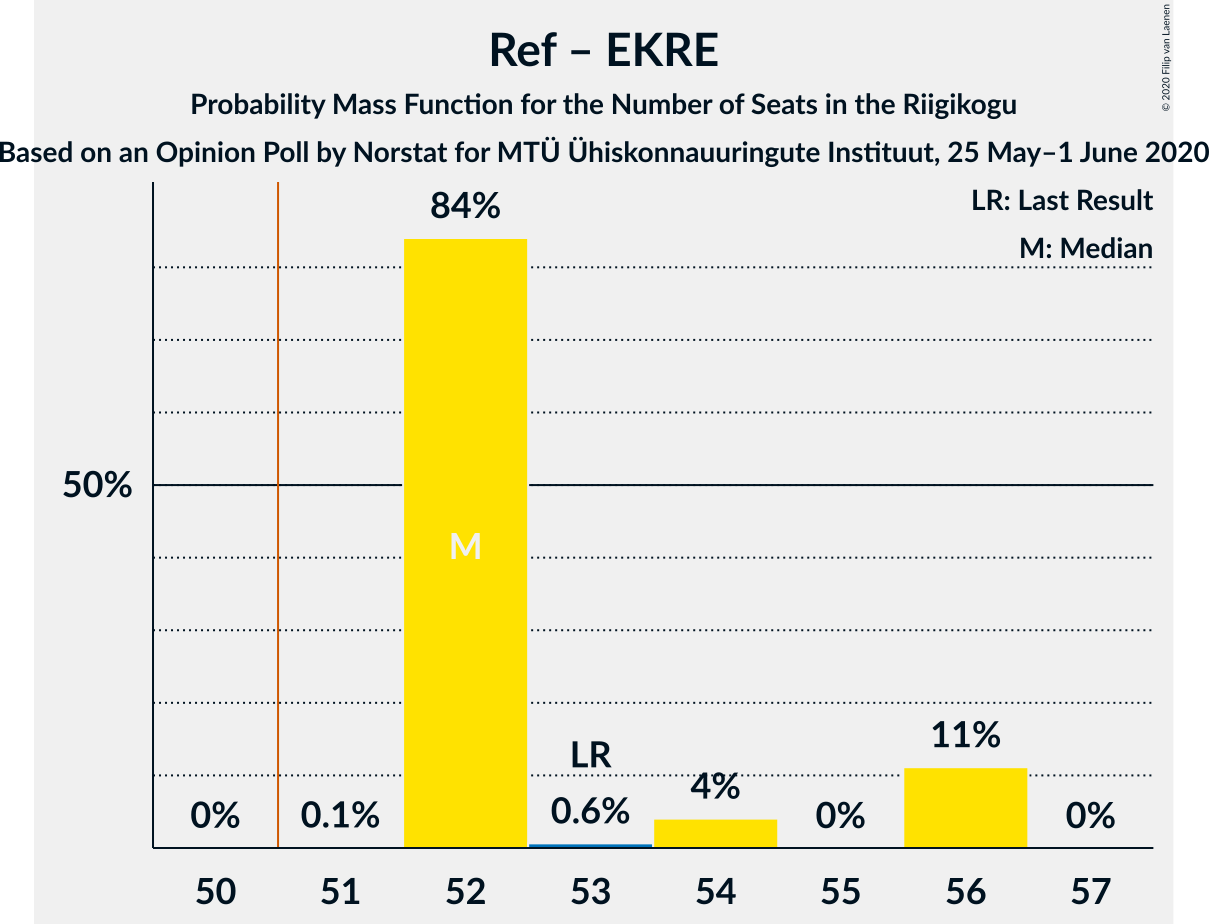 Ref – EKRE
Probability Mass Function for the Number of Seats in the Riigikogu
Based on an Opinion Poll by Norstat for MTÜ Ühiskonnauuringute Instituut, 25 May–1 June 2020
© 2020 Filip van Laenen
LR: Last Result
M: Median
84%
50%
M
11%
LR
4%
0%
0.1%
0.6%
0%
0%
50 51 52 53 54 55 56 57